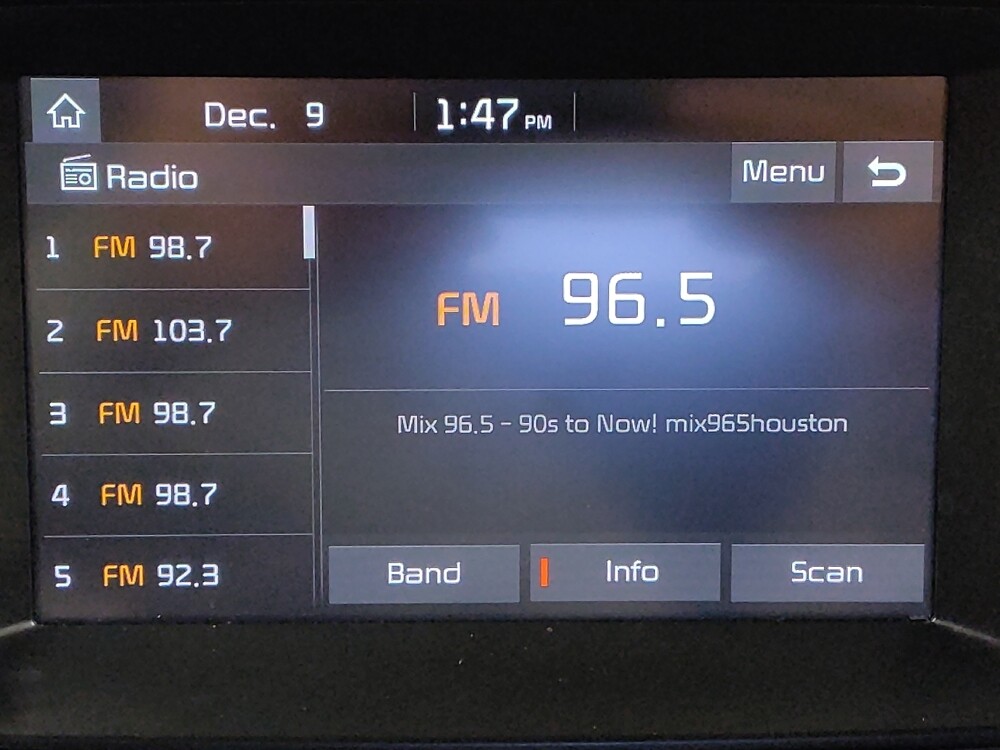 Dec. 9 1:47 PM
Radio Menu
1 FM 98.7
2 FM 103.7
3 FM 98.7
4 FM 98.7
5 FM 92.3
FM 96.5
Mix 96.5 - 90s to Now! mix965houston
Band Info Scan